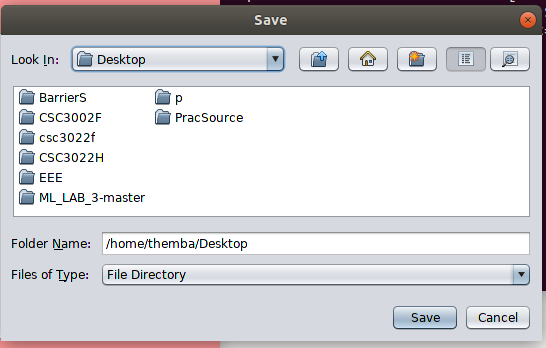 Save
Look In: Desktop
BarrierS
CSC3002F
csc3022f
CSC3022H
EEE
ML_LAB_3-master
p
PracSource
Folder Name: /home/themba/Desktop
Files of Type: File Directory
Save Cancel